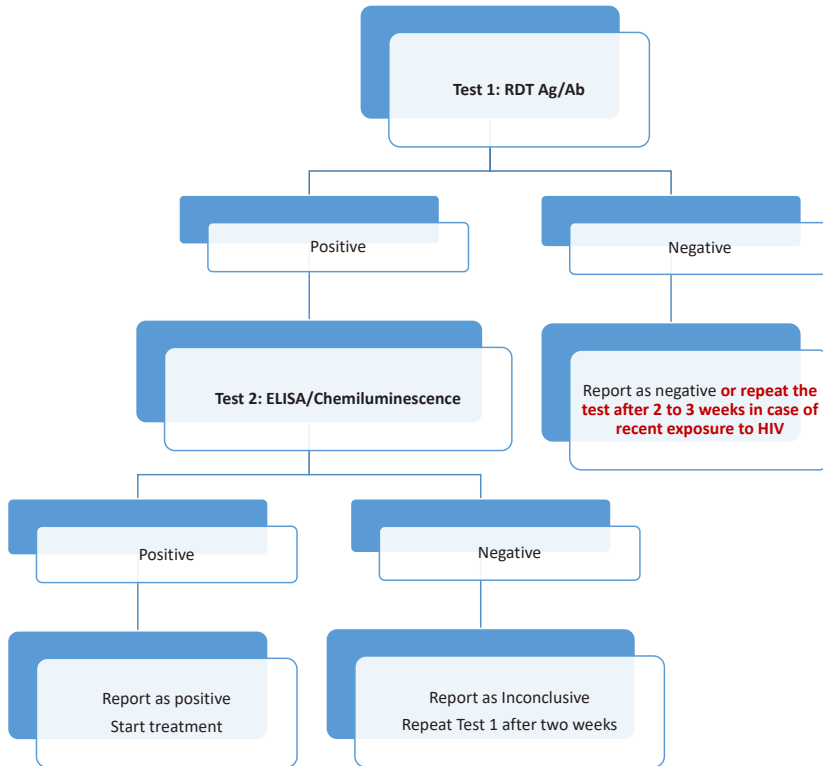 Test 1: RDT Ag/Ab
Positive
Negative
Test 2: ELISA/Chemiluminescence
Report as negative or repeat the
test after 2 to 3 weeks in case of
recent exposure to HIV
Positive
Negative
Report as positive
Start treatment
Report as Inconclusive
Repeat Test 1 after two weeks